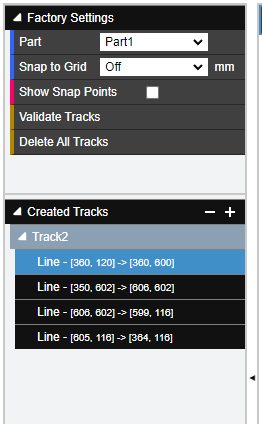 Factory Settings
Part Part1
Snap to Grid Off mm
Show Snap Points
Validate Tracks
Delete All Tracks
Created Tracks − +
Track2
Line - [360, 120] -> [360, 600]
Line - [350, 602] -> [606, 602]
Line - [606, 602] -> [599, 116]
Line - [605, 116] -> [364, 116]